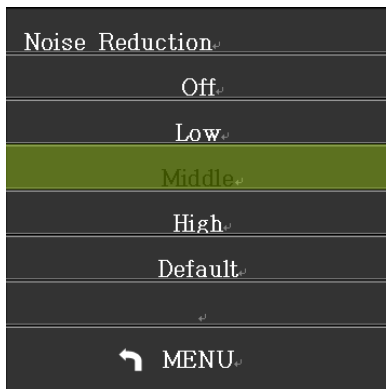 Noise Reduction
Off
Low
Middle
High
Default
MENU